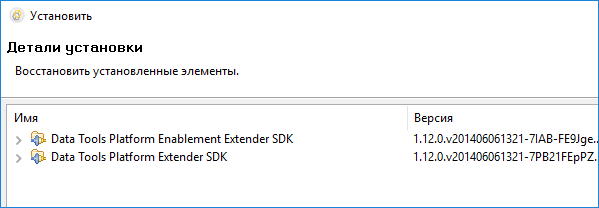 Установить
Детали установки
Восстановить установленные элементы.
Имя Версия
Data Tools Platform Enablement Extender SDK 1.12.0.v201406061321-7IAB-FE9Jge...
Data Tools Platform Extender SDK 1.12.0.v201406061321-7PB21FEpPZ...